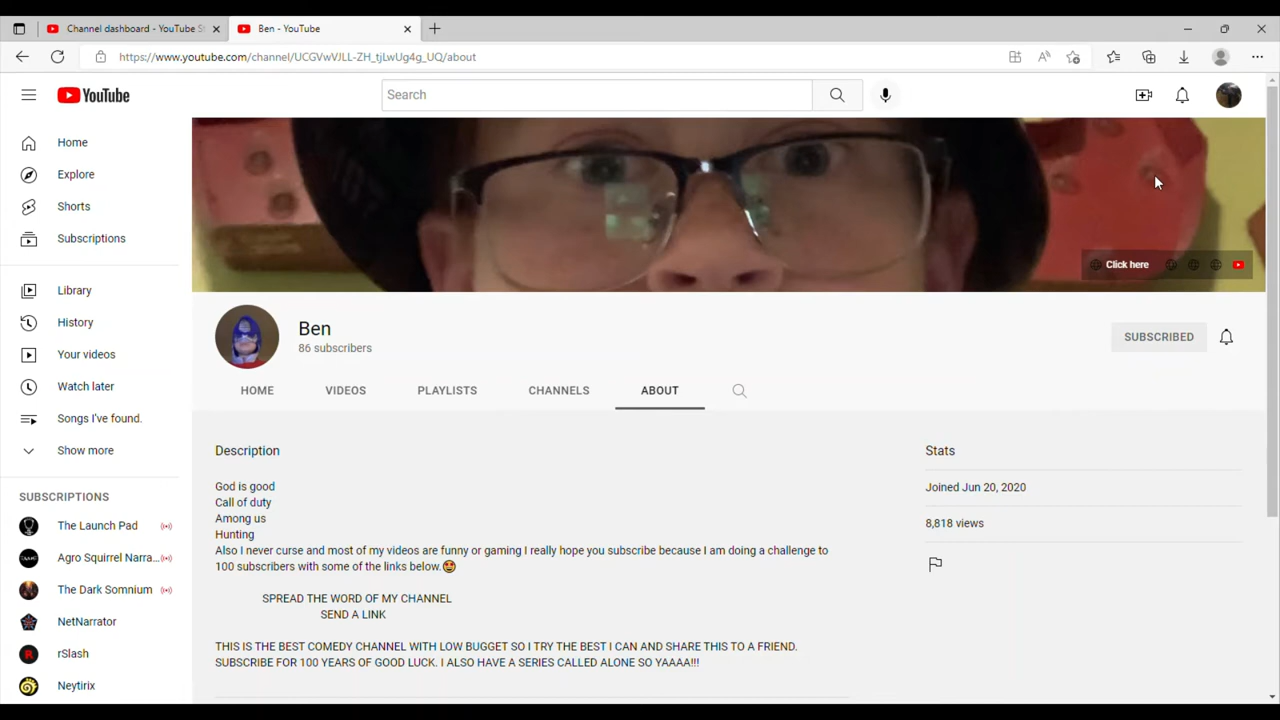 Channel dashboard - YouTube S
Ben - YouTube
https://www.youtube.com/channel/UCGVwVJLL-ZH_tjLwUg4g_UQ/about
YouTube
Search
Home
Explore
Shorts
Subscriptions
Library
History
Your videos
Watch later
Songs I've found.
Show more
SUBSCRIPTIONS
The Launch Pad
Agro Squirrel Narra...
The Dark Somnium
NetNarrator
rSlash
Neytirix
Click here
Ben
86 subscribers
SUBSCRIBED
HOME VIDEOS PLAYLISTS CHANNELS ABOUT
Description
God is good
Call of duty
Among us
Hunting
Also I never curse and most of my videos are funny or gaming I really hope you subscribe because I am doing a challenge to
100 subscribers with some of the links below.🤩
SPREAD THE WORD OF MY CHANNEL
SEND A LINK
THIS IS THE BEST COMEDY CHANNEL WITH LOW BUGGET SO I TRY THE BEST I CAN AND SHARE THIS TO A FRIEND.
SUBSCRIBE FOR 100 YEARS OF GOOD LUCK. I ALSO HAVE A SERIES CALLED ALONE SO YAAAA!!!
Stats
Joined Jun 20, 2020
8,818 views